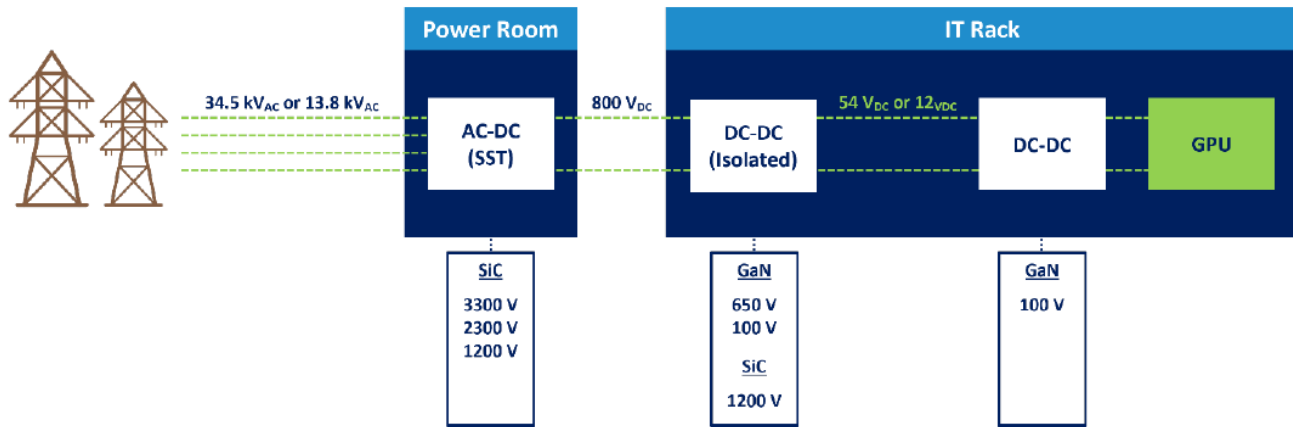 Power Room
IT Rack
34.5 kVAC or 13.8 kVAC
AC-DC
(SST)
800 VDC
DC-DC
(Isolated)
54 VDC or 12VDC
DC-DC
GPU
SiC
3300 V
2300 V
1200 V
GaN
650 V
100 V
SiC
1200 V
GaN
100 V